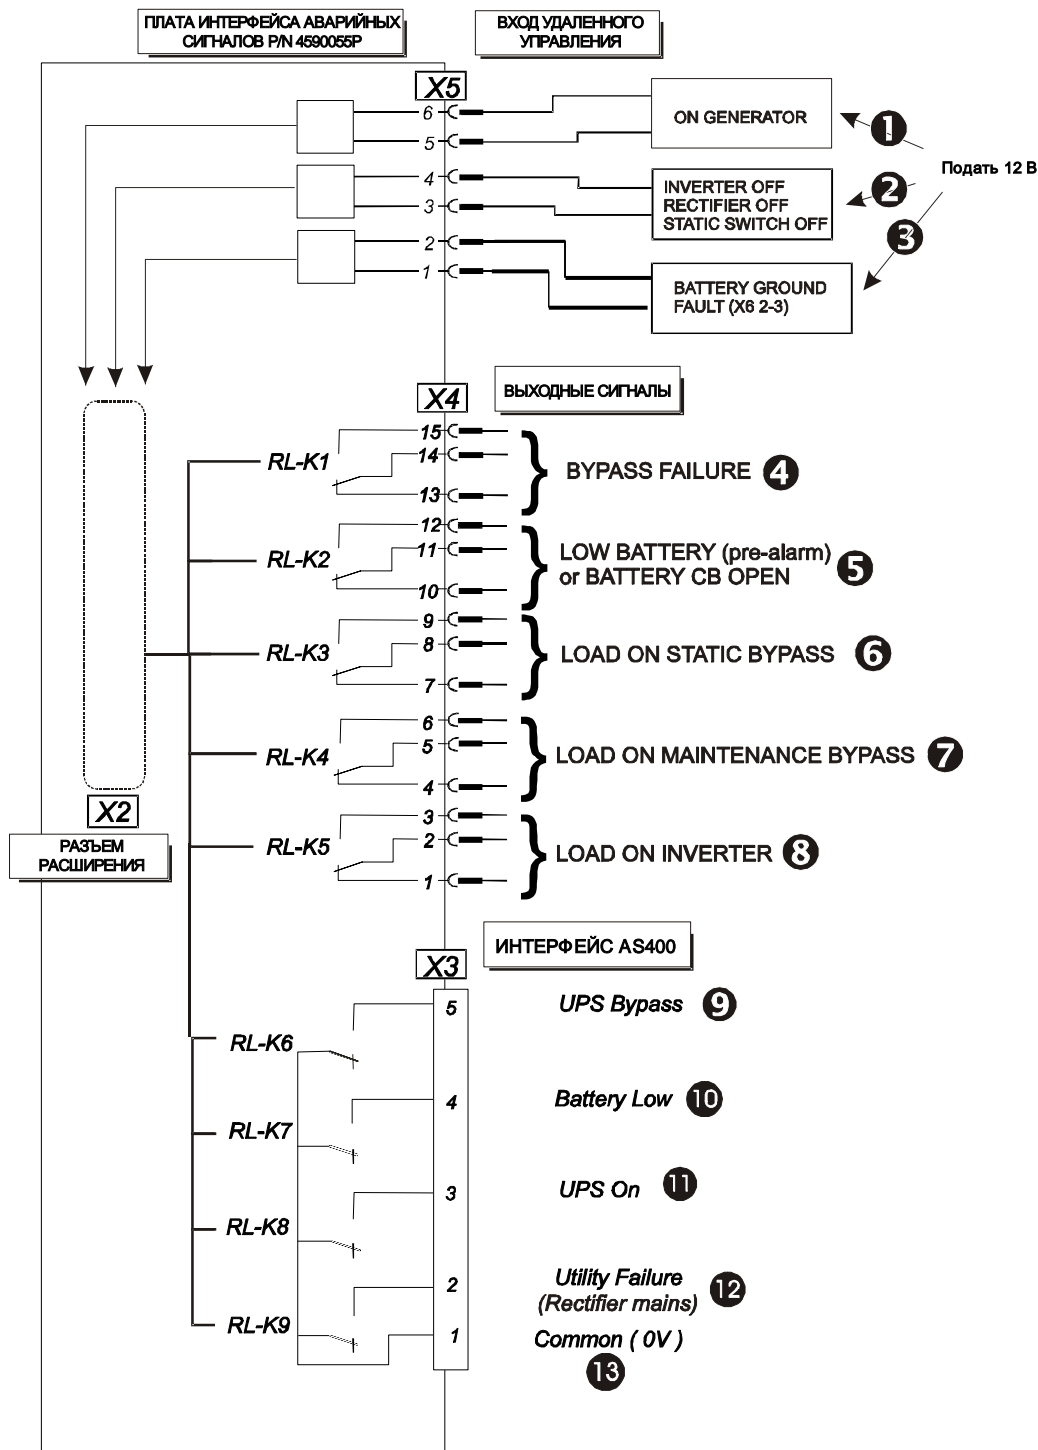 ПЛАТА ИНТЕРФЕЙСА АВАРИЙНЫХ
СИГНАЛОВ P/N 4590055P
ВХОД УДАЛЕННОГО
УПРАВЛЕНИЯ
X5
6
5
4
3
2
1
ON GENERATOR
1
Подать 12 В
INVERTER OFF
RECTIFIER OFF
STATIC SWITCH OFF
2
3
BATTERY GROUND
FAULT (X6 2-3)
X4
ВЫХОДНЫЕ СИГНАЛЫ
RL-K1
15
14
13
BYPASS FAILURE 4
RL-K2
12
11
10
LOW BATTERY (pre-alarm)
or BATTERY CB OPEN 5
RL-K3
9
8
7
LOAD ON STATIC BYPASS 6
RL-K4
6
5
4
LOAD ON MAINTENANCE BYPASS 7
X2
РАЗЪЕМ
РАСШИРЕНИЯ
RL-K5
3
2
1
LOAD ON INVERTER 8
ИНТЕРФЕЙС AS400
X3
RL-K6
5
UPS Bypass 9
RL-K7
4
Battery Low 10
RL-K8
3
UPS On 11
RL-K9
2
Utility Failure
(Rectifier mains) 12
1
Common ( 0V )
13